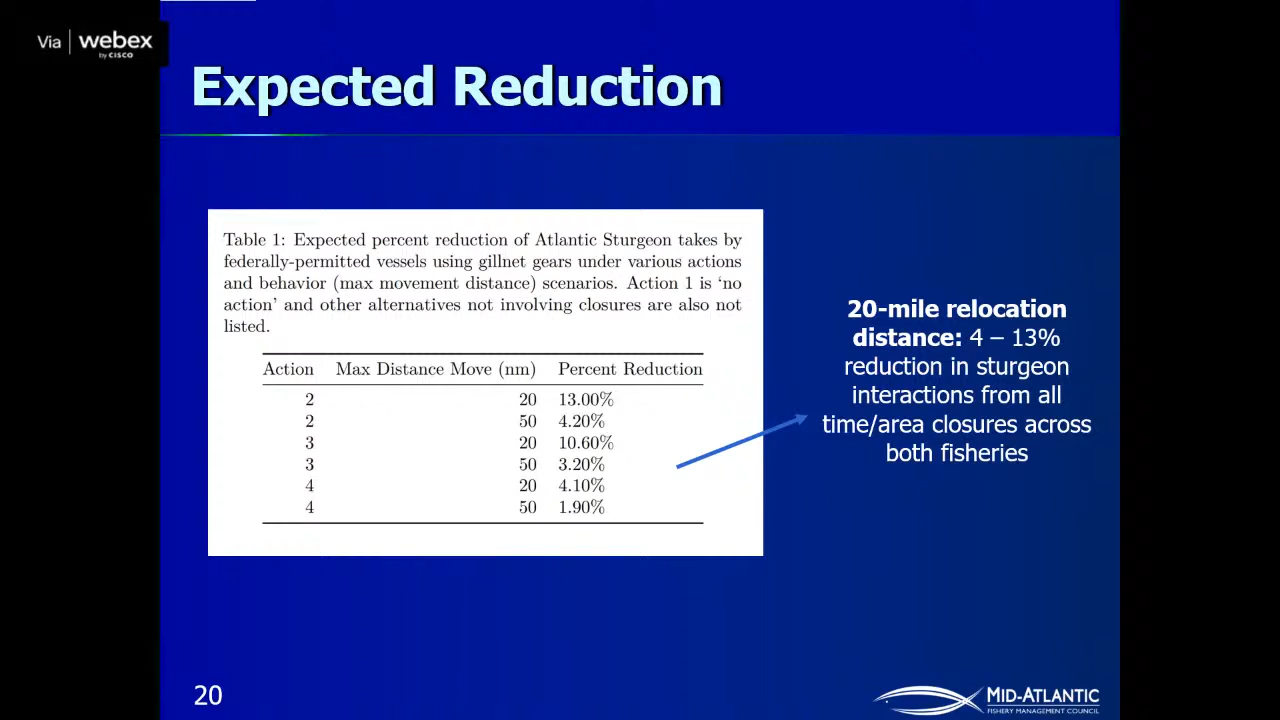 Via | webex
by CISCO
Expected Reduction
Table 1: Expected percent reduction of Atlantic Sturgeon takes by
federally-permitted vessels using gillnet gears under various actions
and behavior (max movement distance) scenarios. Action 1 is ‘no
action’ and other alternatives not involving closures are also not
listed.
Action Max Distance Move (nm) Percent Reduction
2 20 13.00%
2 50 4.20%
3 20 10.60%
3 50 3.20%
4 20 4.10%
4 50 1.90%
20-mile relocation
distance: 4 – 13%
reduction in sturgeon
interactions from all
time/area closures across
both fisheries
20
MID-ATLANTIC
FISHERY MANAGEMENT COUNCIL